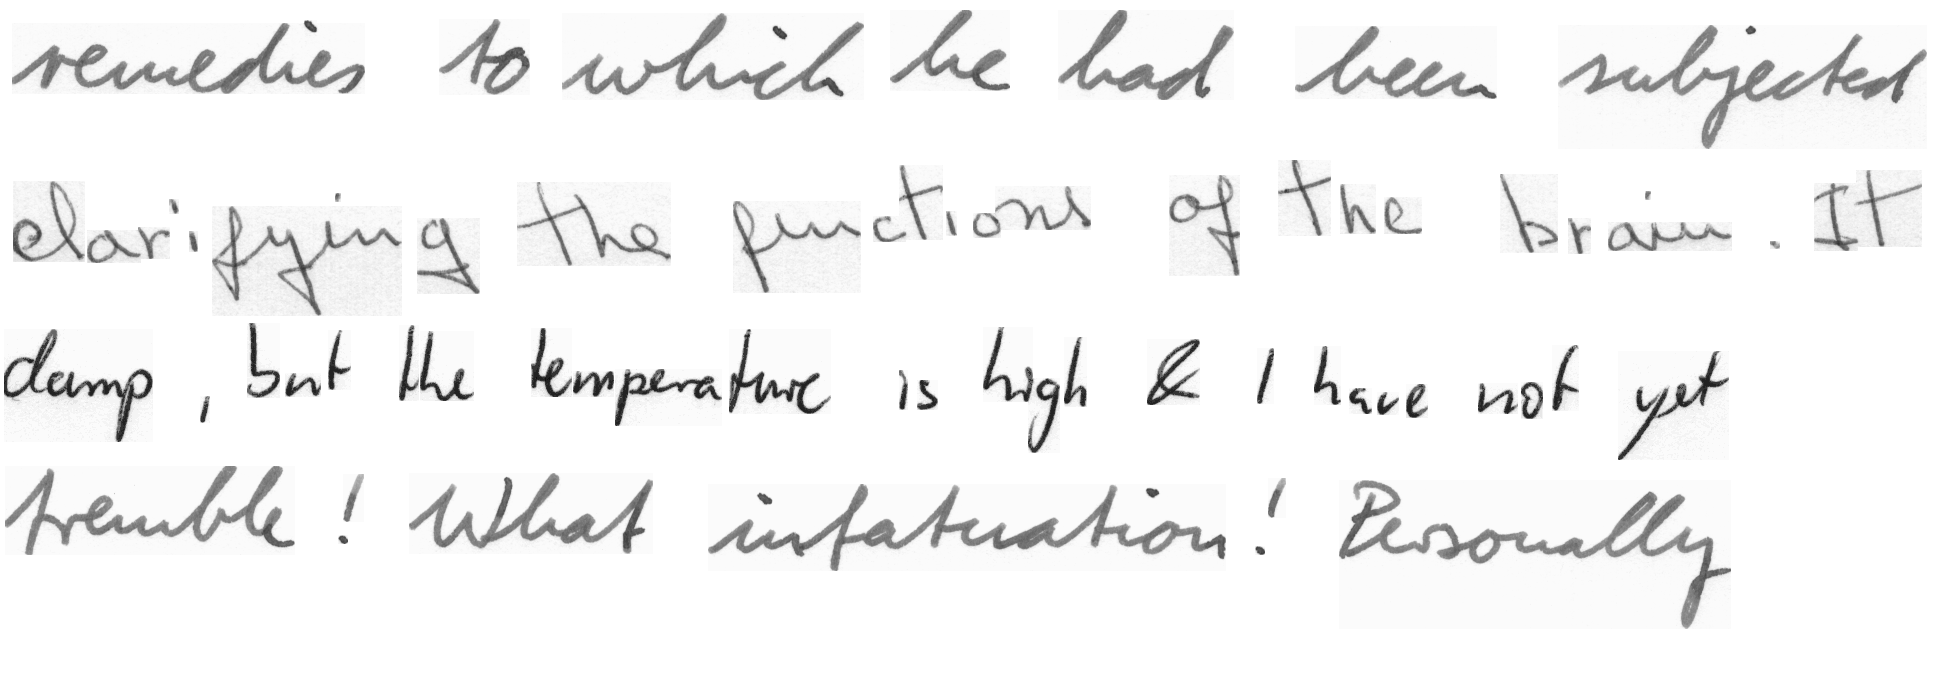 remedies to which he had been subjected
clarifying the functions of the brain. It
damp, but the temperature is high & I have not yet
tremble! What infatuation! Personally